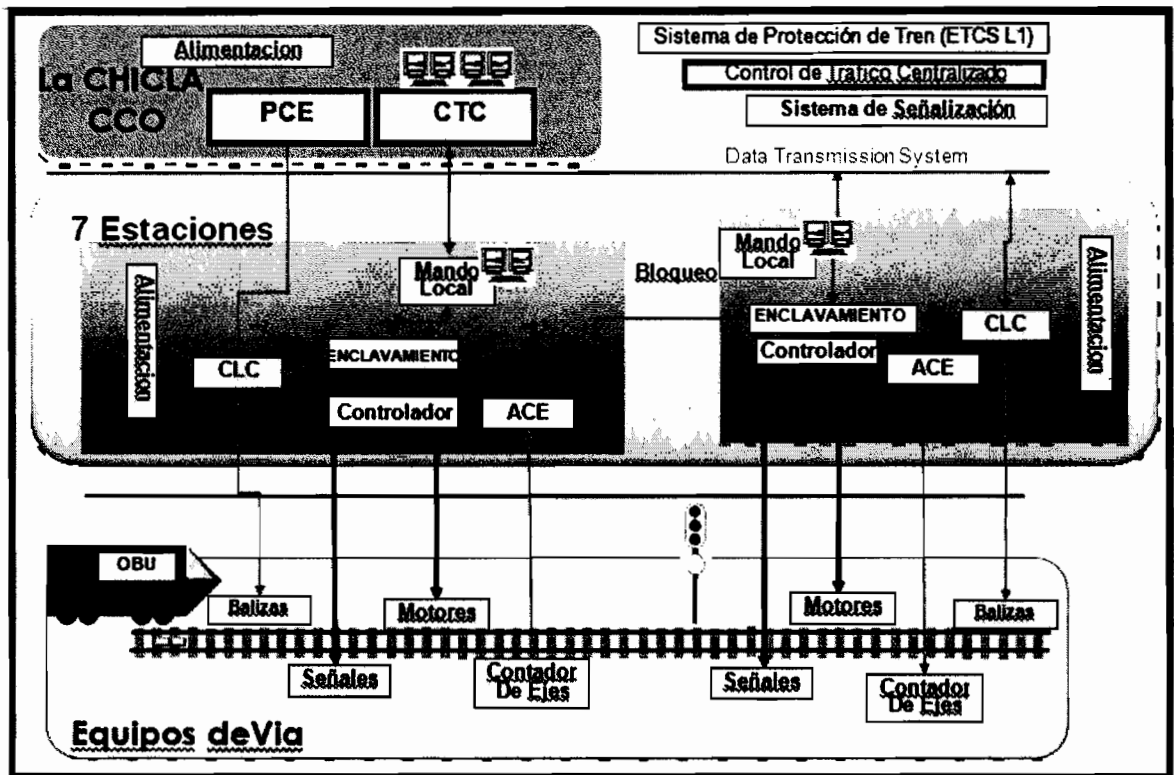 Alimentacion
La CHICLA
CCO
PCE
CTC
Sistema de Protección de Tren (ETCS L1)
Control de Tráfico Centralizado
Sistema de Señalización
Data Transmission System
7 Estaciones
Alimentacion
CLC
Mando
Local
ENCLAVAMIENTO
Controlador
ACE
Bloqueo
Mando
Local
ENCLAVAMIENTO
Controlador
ACE
CLC
Alimentacion
OBU
Balizas
Motores
Señales
Contador
De Ejes
Motores
Balizas
Señales
Contador
De Ejes
Equipos deVia